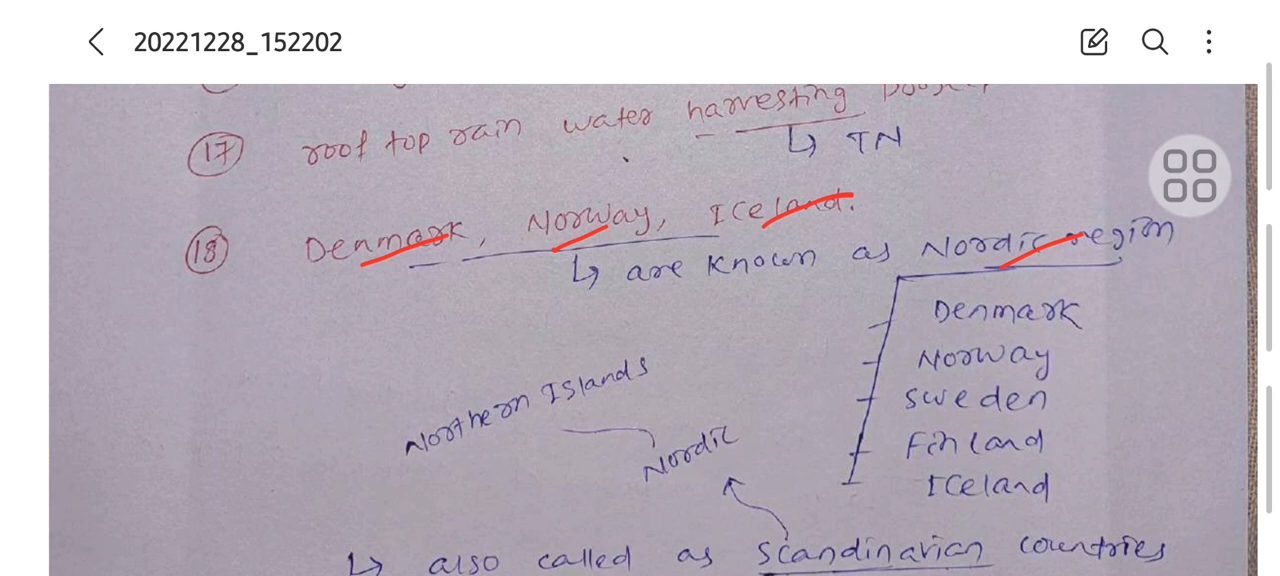 20221228_152202
17 roof top rain water harvesting
↳ TN
18 Denmark, Norway, Iceland.
↳ are known as Nordic region
Denmark
Norway
Sweden
Finland
Iceland
Northern Islands
Nordic
↳ also called as Scandinavian countries